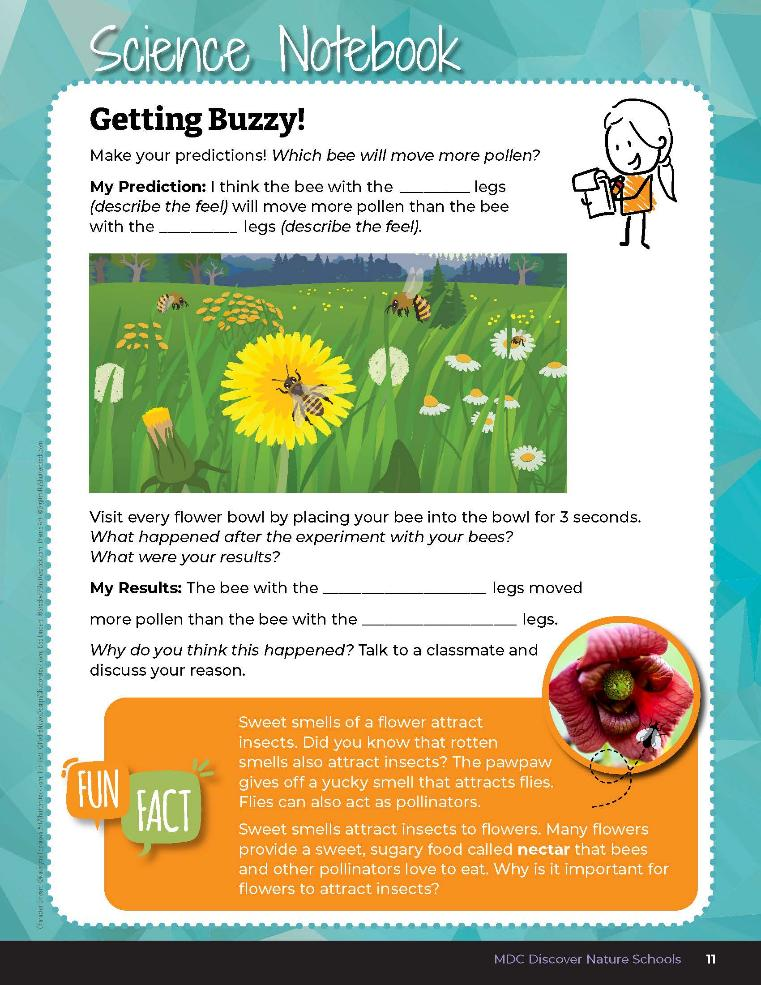 Science Notebook
Getting Buzzy!
Make your predictions! Which bee will move more pollen?
My Prediction: I think the bee with the _________ legs
(describe the feel) will move more pollen than the bee
with the __________ legs (describe the feel).
Visit every flower bowl by placing your bee into the bowl for 3 seconds.
What happened after the experiment with your bees?
What were your results?
My Results: The bee with the _____________________ legs moved
more pollen than the bee with the ____________________ legs.
Why do you think this happened? Talk to a classmate and
discuss your reason.
FUN
FACT
Sweet smells of a flower attract
insects. Did you know that rotten
smells also attract insects? The pawpaw
gives off a yucky smell that attracts flies.
Flies can also act as pollinators.
Sweet smells attract insects to flowers. Many flowers
provide a sweet, sugary food called nectar that bees
and other pollinators love to eat. Why is it important for
flowers to attract insects?
MDC Discover Nature Schools 11